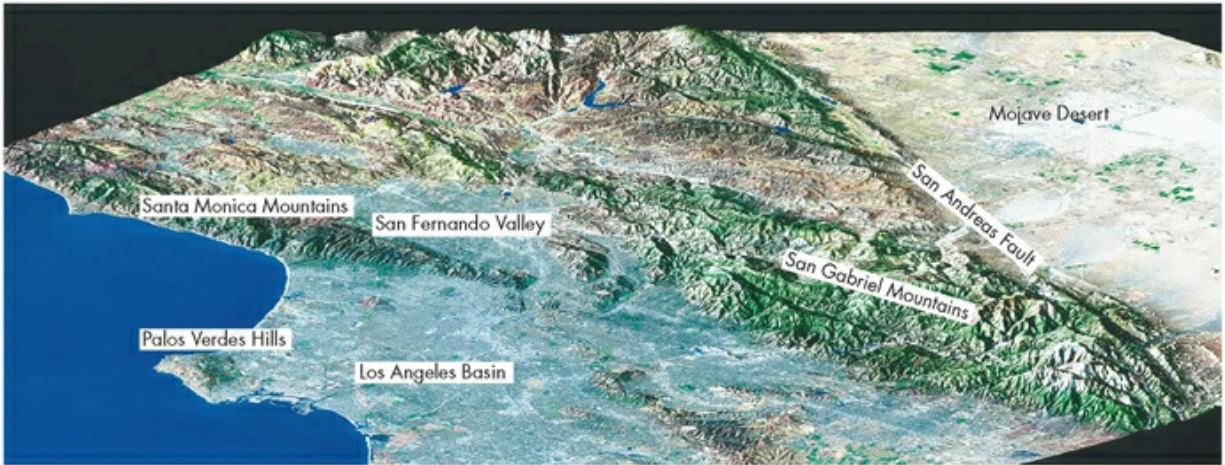 Mojave Desert
San Andreas Fault
Santa Monica Mountains
San Fernando Valley
San Gabriel Mountains
Palos Verdes Hills
Los Angeles Basin